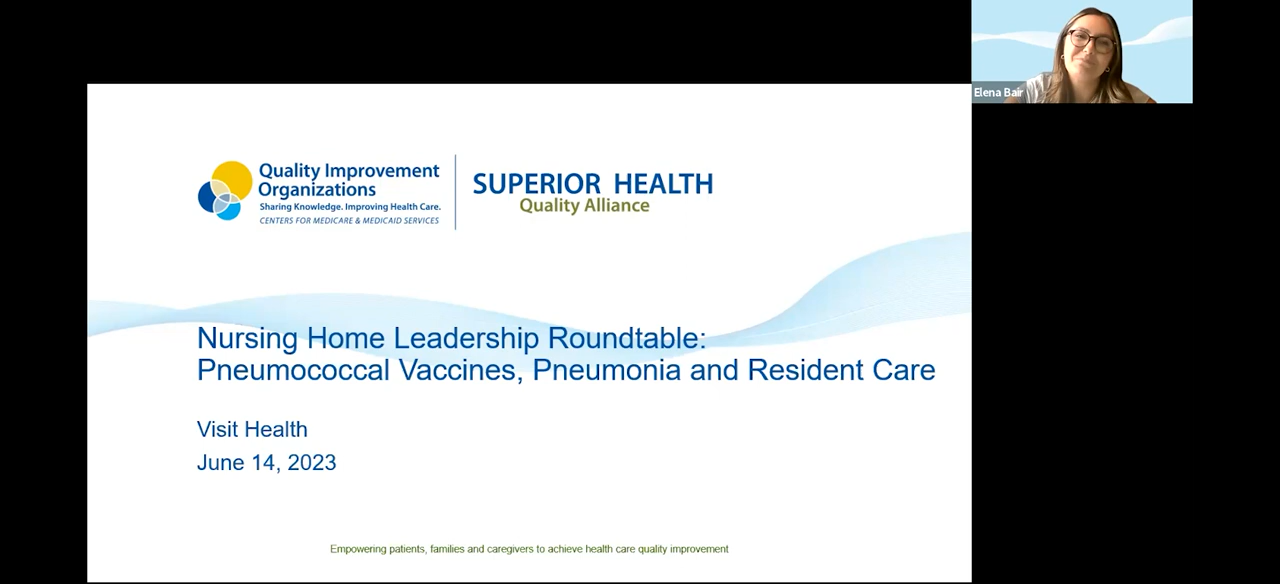 Quality Improvement
Organizations
Sharing Knowledge. Improving Health Care.
CENTERS FOR MEDICARE & MEDICAID SERVICES
SUPERIOR HEALTH
Quality Alliance
Elena Bair
Nursing Home Leadership Roundtable:
Pneumococcal Vaccines, Pneumonia and Resident Care
Visit Health
June 14, 2023
Empowering patients, families and caregivers to achieve health care quality improvement